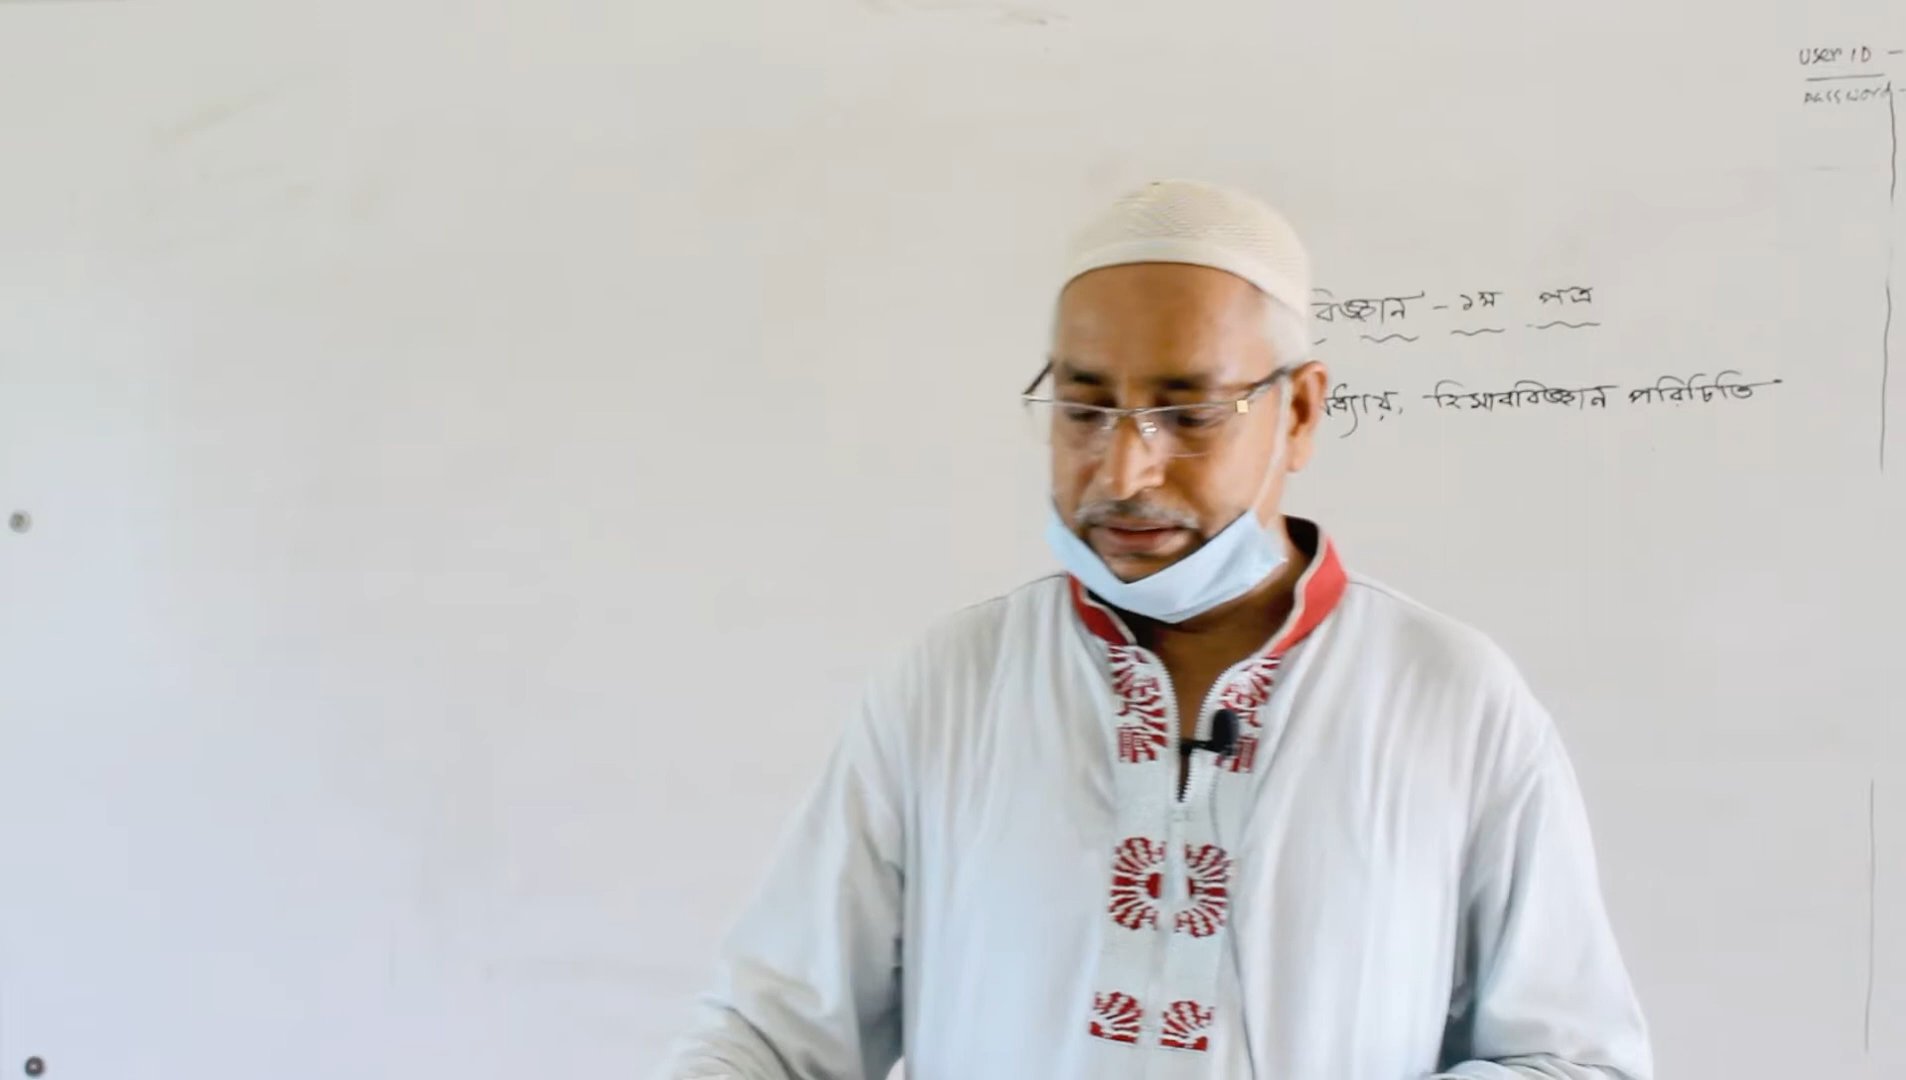 User ID -
password -
বিজ্ঞান - ১ম পত্র
ধ্যায়, হিসাববিজ্ঞান পরিচিতি